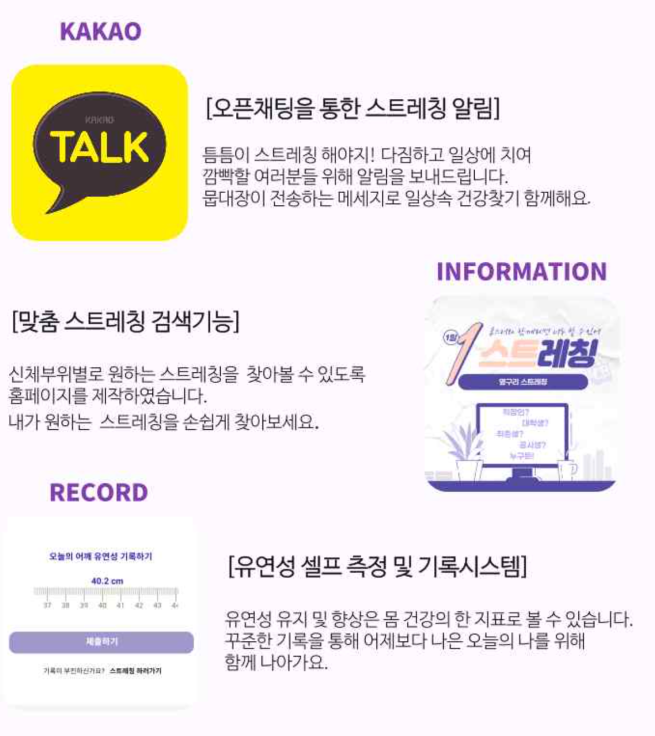 KAKAO
KAKAO
TALK
[오픈채팅을 통한 스트레칭 알림]
틈틈이 스트레칭 해야지! 다짐하고 일상에 치여
깜빡할 여러분들 위해 알림을 보내드립니다.
뭅대장이 전송하는 메세지로 일상속 건강찾기 함께해요.
INFORMATION
[맞춤 스트레칭 검색기능]
신체부위별로 원하는 스트레칭을 찾아볼 수 있도록
홈페이지를 제작하였습니다.
내가 원하는 스트레칭을 손쉽게 찾아보세요.
1일
1스트레칭
옆구리 스트레칭
직장인?
대학생?
취준생?
공시생?
누구든!
RECORD
오늘의 어깨 유연성 기록하기
40.2 cm
37 38 39 40 41 42 43 44
제출하기
기록이 부진하신가요? 스트레칭 하러가기
[유연성 셀프 측정 및 기록시스템]
유연성 유지 및 향상은 몸 건강의 한 지표로 볼 수 있습니다.
꾸준한 기록을 통해 어제보다 나은 오늘의 나를 위해
함께 나아가요.